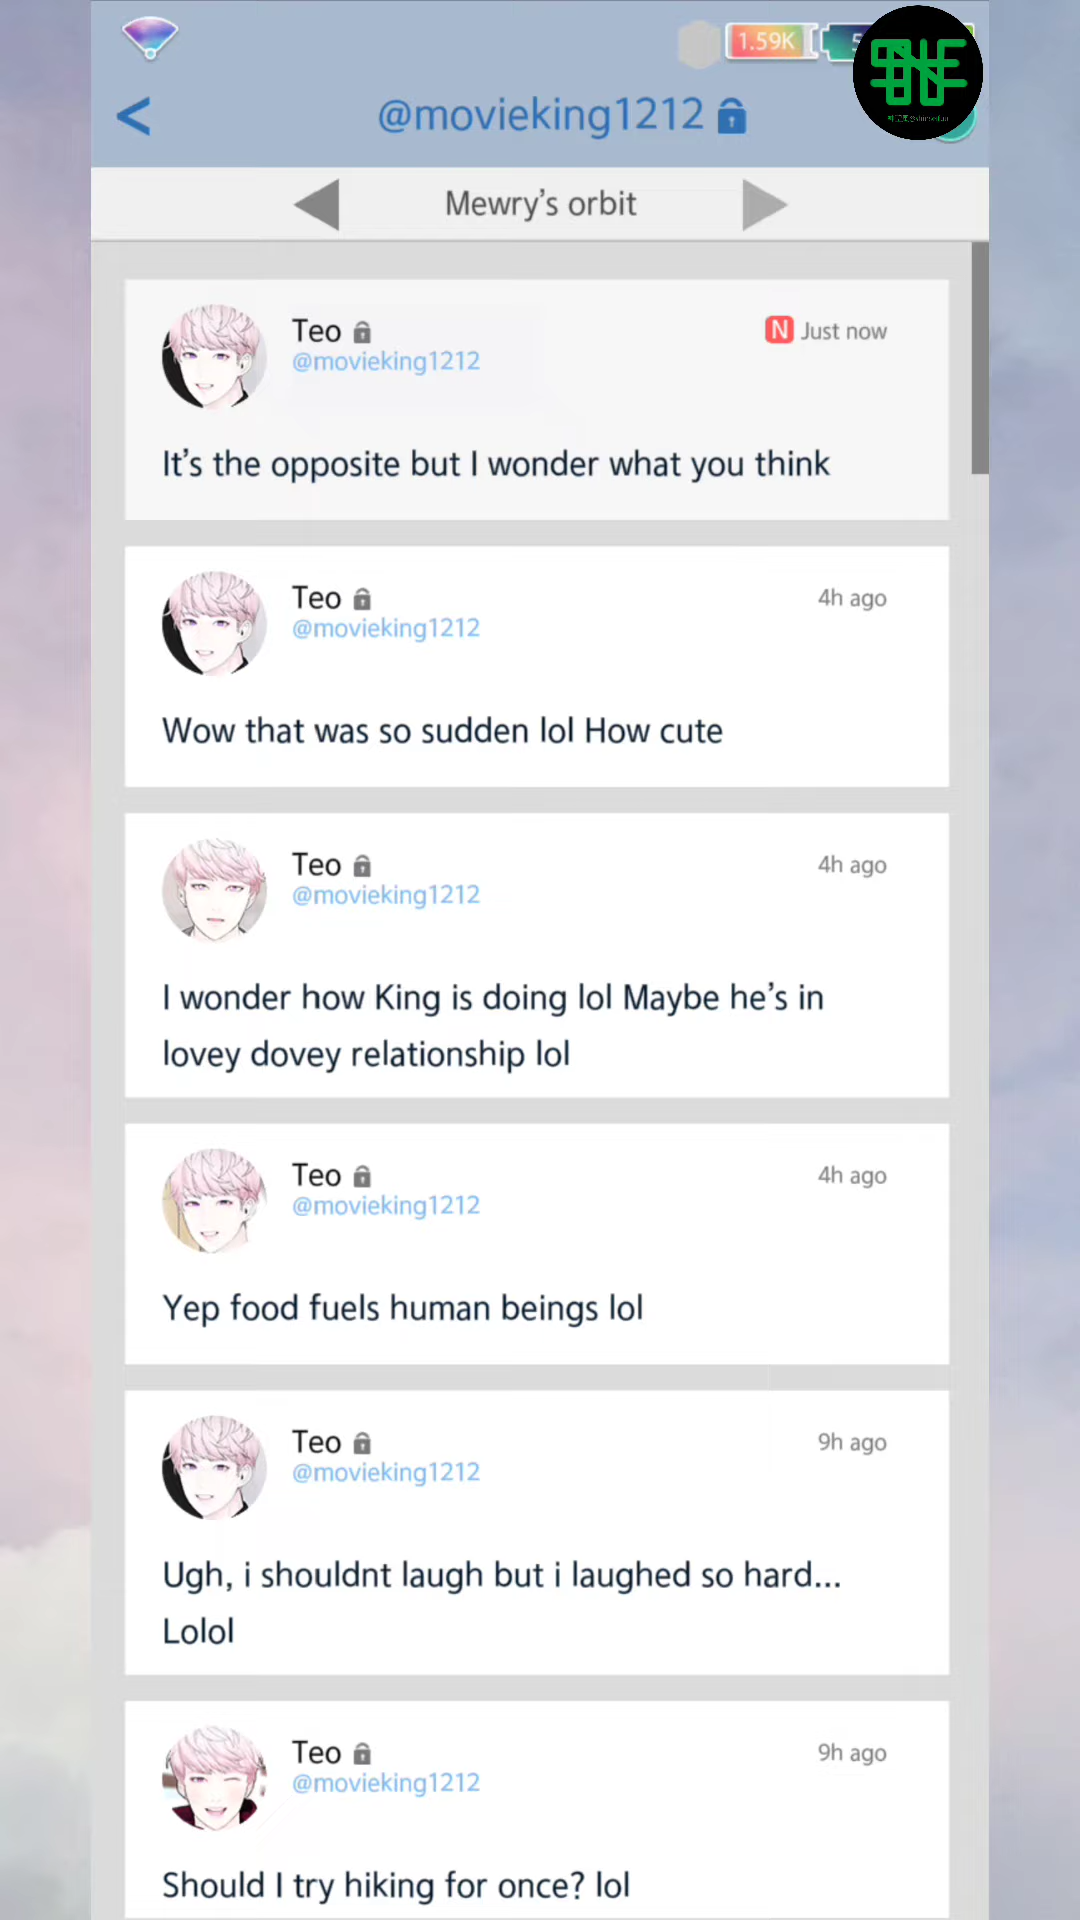 1.59K
5
<
@movieking1212
Mewry's orbit
Teo
N Just now
@movieking1212
It's the opposite but I wonder what you think
Teo
4h ago
@movieking1212
Wow that was so sudden lol How cute
Teo
4h ago
@movieking1212
I wonder how King is doing lol Maybe he's in
lovey dovey relationship lol
Teo
4h ago
@movieking1212
Yep food fuels human beings lol
Teo
9h ago
@movieking1212
Ugh, i shouldnt laugh but i laughed so hard...
Lolol
Teo
9h ago
@movieking1212
Should I try hiking for once? lol